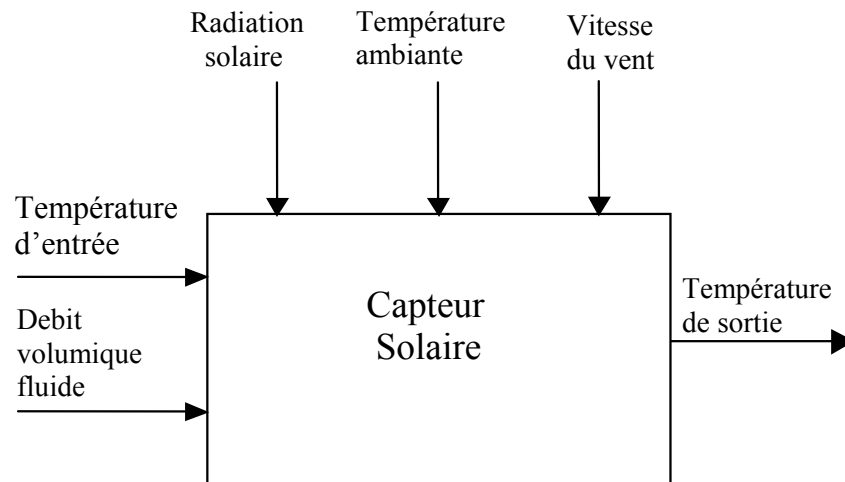 Radiation
solaire
Température
ambiante
Vitesse
du vent
Température
d’entrée
Debit
volumique
fluide
Capteur
Solaire
Température
de sortie